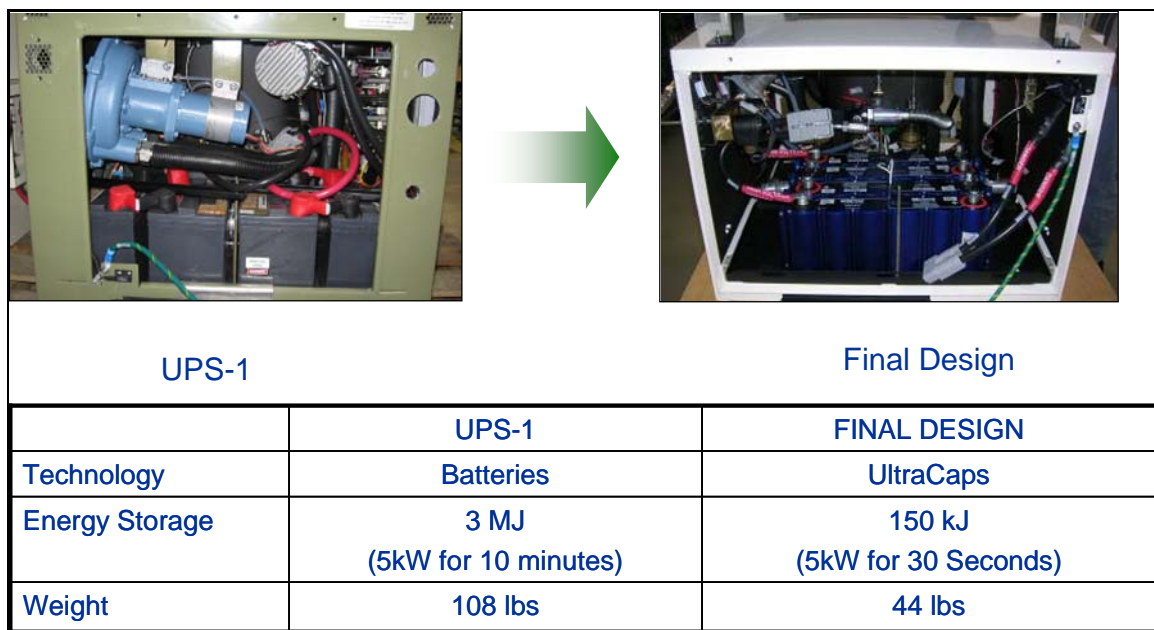 UPS-1
Final Design
UPS-1 FINAL DESIGN
Technology Batteries UltraCaps
Energy Storage 3 MJ 150 kJ
(5kW for 10 minutes) (5kW for 30 Seconds)
Weight 108 lbs 44 lbs